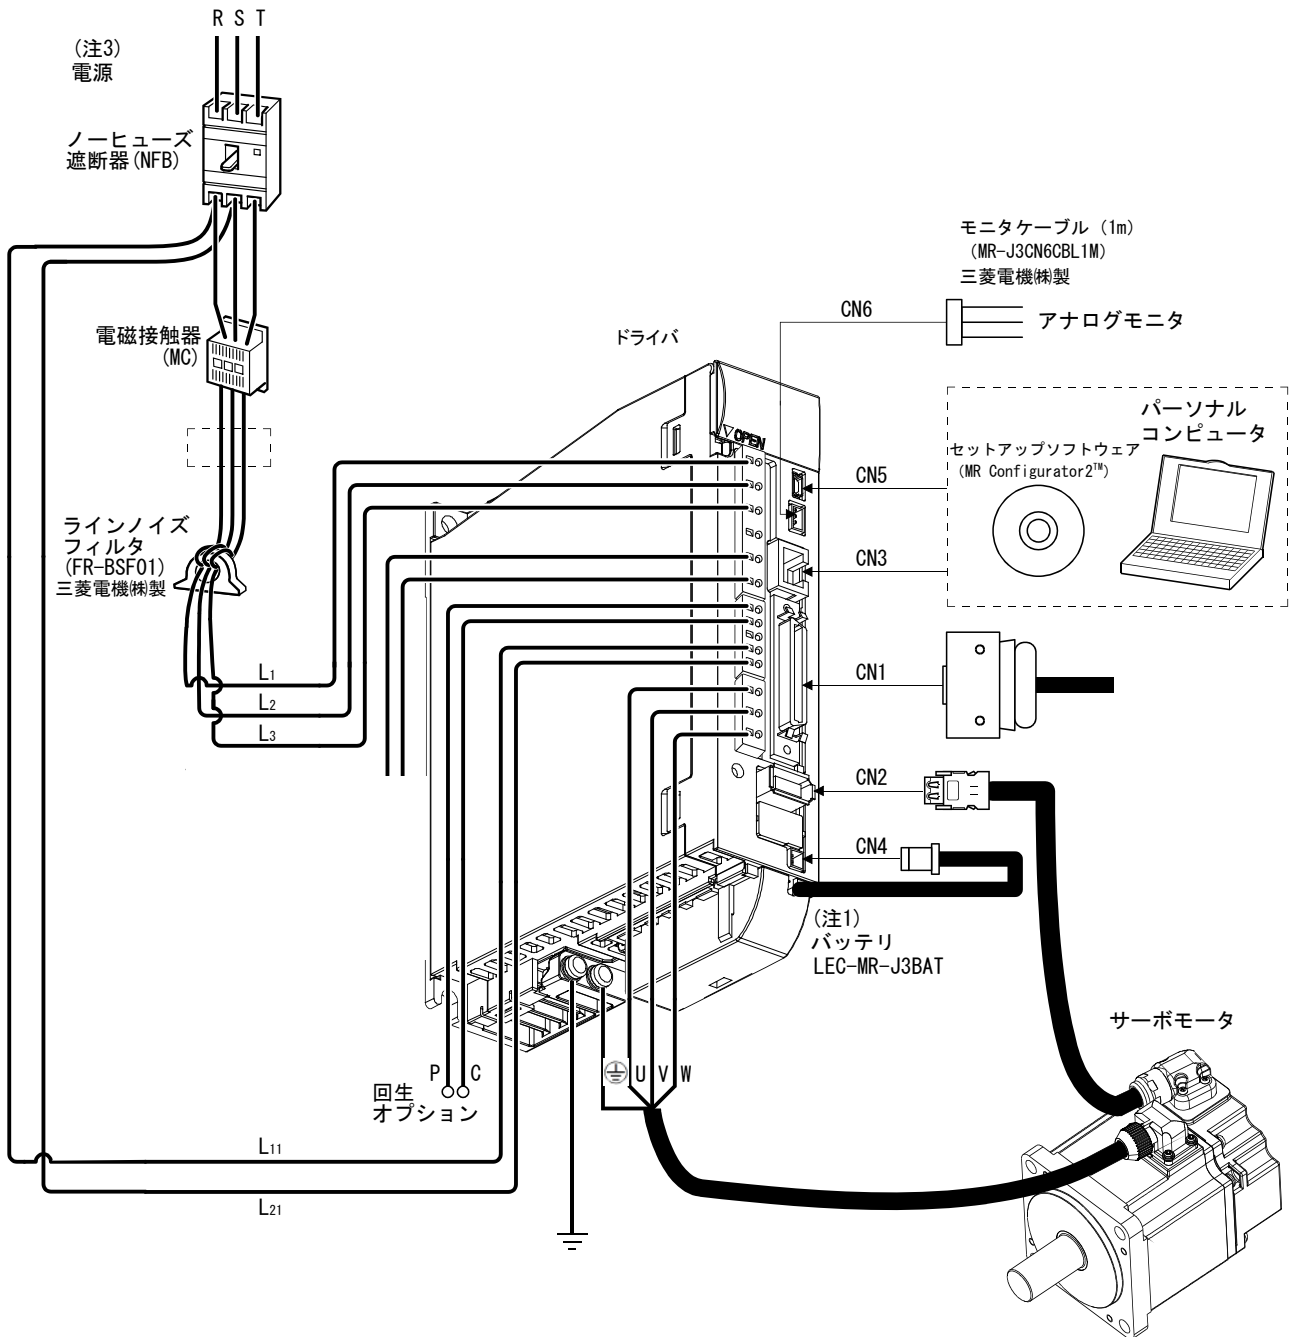 R S T
(注3)
電源
ノーヒューズ
遮断器(NFB)
モニタケーブル (1m)
(MR-J3CN6CBL1M)
三菱電機㈱製
CN6
アナログモニタ
電磁接触器
(MC)
ドライバ
OPEN
パーソナル
コンピュータ
セットアップソフトウェア
(MR Configurator2™)
CN5
ラインノイズ
フィルタ
(FR-BSF01)
三菱電機㈱製
CN3
L1
L2
L3
CN1
CN2
CN4
(注1)
バッテリ
LEC-MR-J3BAT
サーボモータ
P C
回生
オプション
U V W
L11
L21